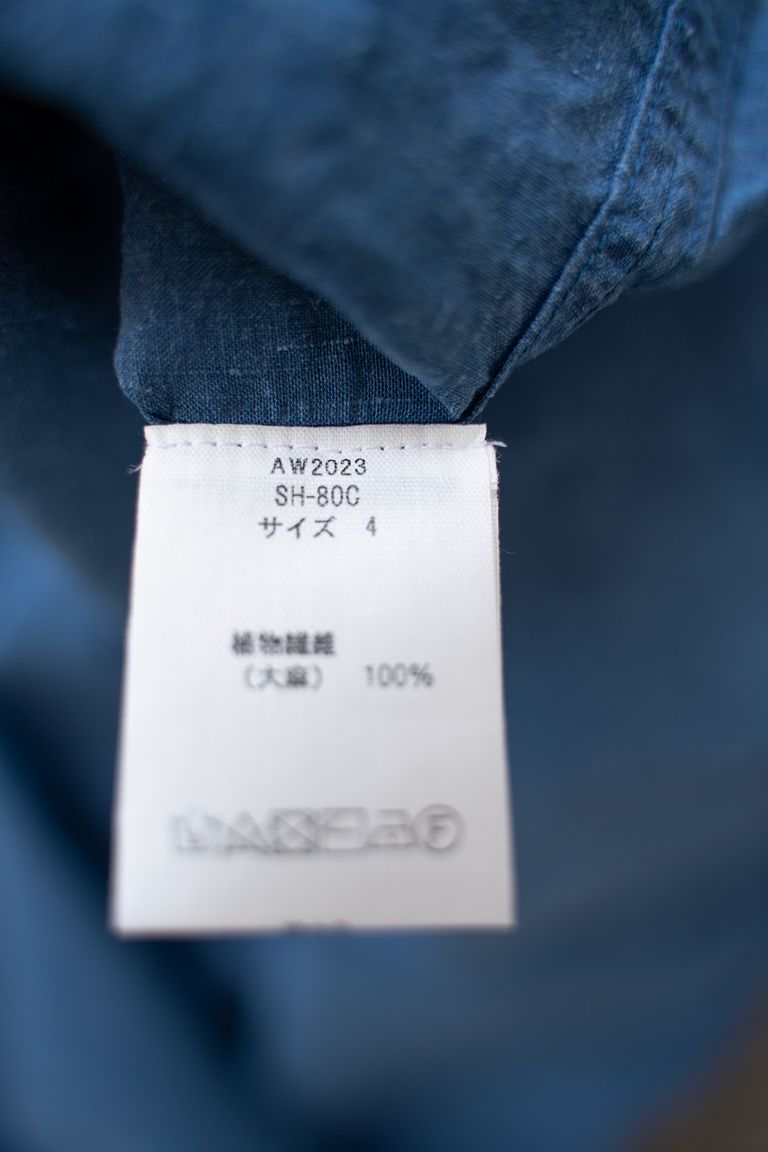 AW2023
SH-80C
サイズ 4
植物繊維
（大麻） 100%